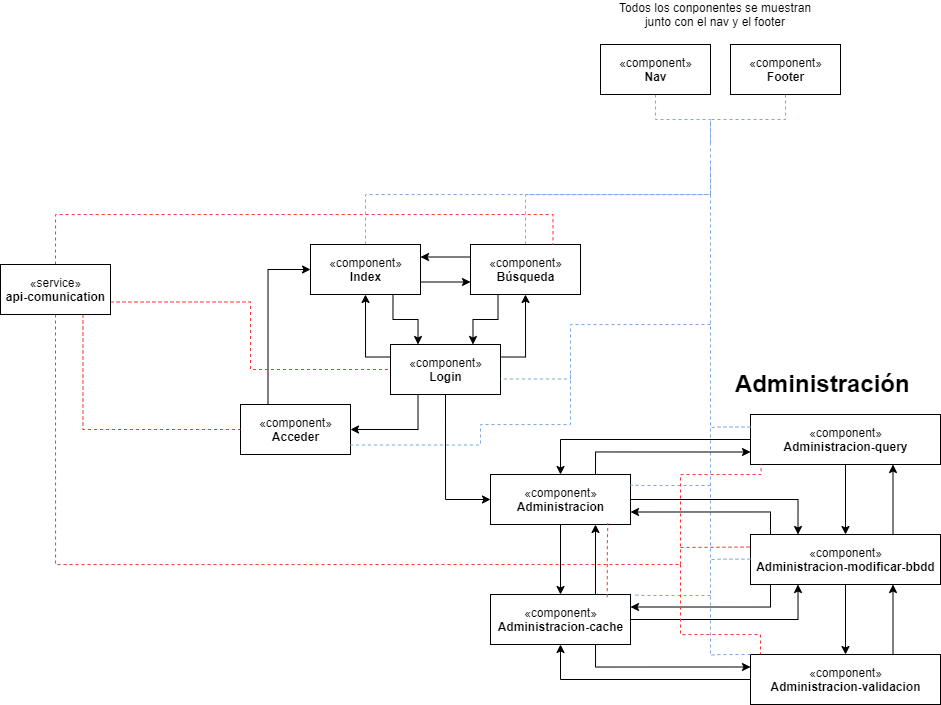 Todos los conponentes se muestran
junto con el nav y el footer
«component»
Nav
«component»
Footer
«component»
Index
«component»
Búsqueda
«service»
api-comunication
«component»
Login
Administración
«component»
Acceder
«component»
Administracion-query
«component»
Administracion
«component»
Administracion-modificar-bbdd
«component»
Administracion-cache
«component»
Administracion-validacion